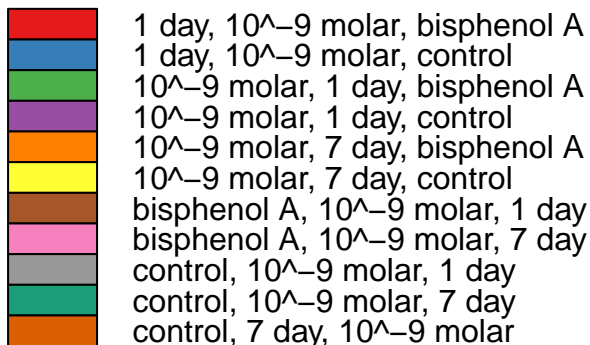 1 day, 10^−9 molar, bisphenol A
1 day, 10^−9 molar, control
10^−9 molar, 1 day, bisphenol A
10^−9 molar, 1 day, control
10^−9 molar, 7 day, bisphenol A
10^−9 molar, 7 day, control
bisphenol A, 10^−9 molar, 1 day
bisphenol A, 10^−9 molar, 7 day
control, 10^−9 molar, 1 day
control, 10^−9 molar, 7 day
control, 7 day, 10^−9 molar